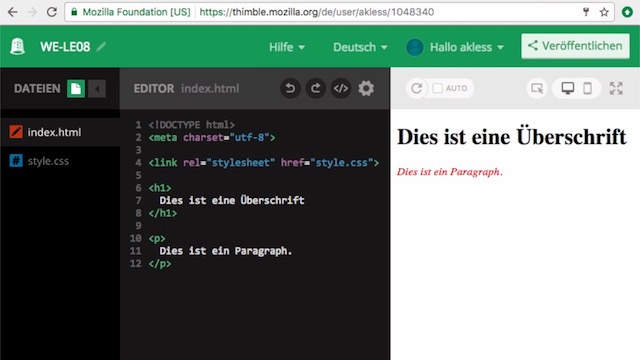 Mozilla Foundation [US] https://thimble.mozilla.org/de/user/akless/1048340
WE-LE08 Hilfe Deutsch Hallo akless Veröffentlichen
DATEIEN EDITOR index.html AUTO
index.html
style.css
1 <!DOCTYPE html>
2 <meta charset="utf-8">
3
4 <link rel="stylesheet" href="style.css">
5
6 <h1>
7 Dies ist eine Überschrift
8 </h1>
9
10 <p>
11 Dies ist ein Paragraph.
12 </p>
Dies ist eine Überschrift
Dies ist ein Paragraph.